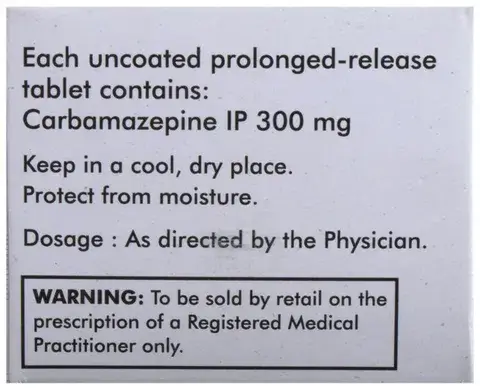 Each uncoated prolonged-release
tablet contains:
Carbamazepine IP 300 mg
Keep in a cool, dry place.
Protect from moisture.
Dosage : As directed by the Physician.
WARNING: To be sold by retail on the
prescription of a Registered Medical
Practitioner only.